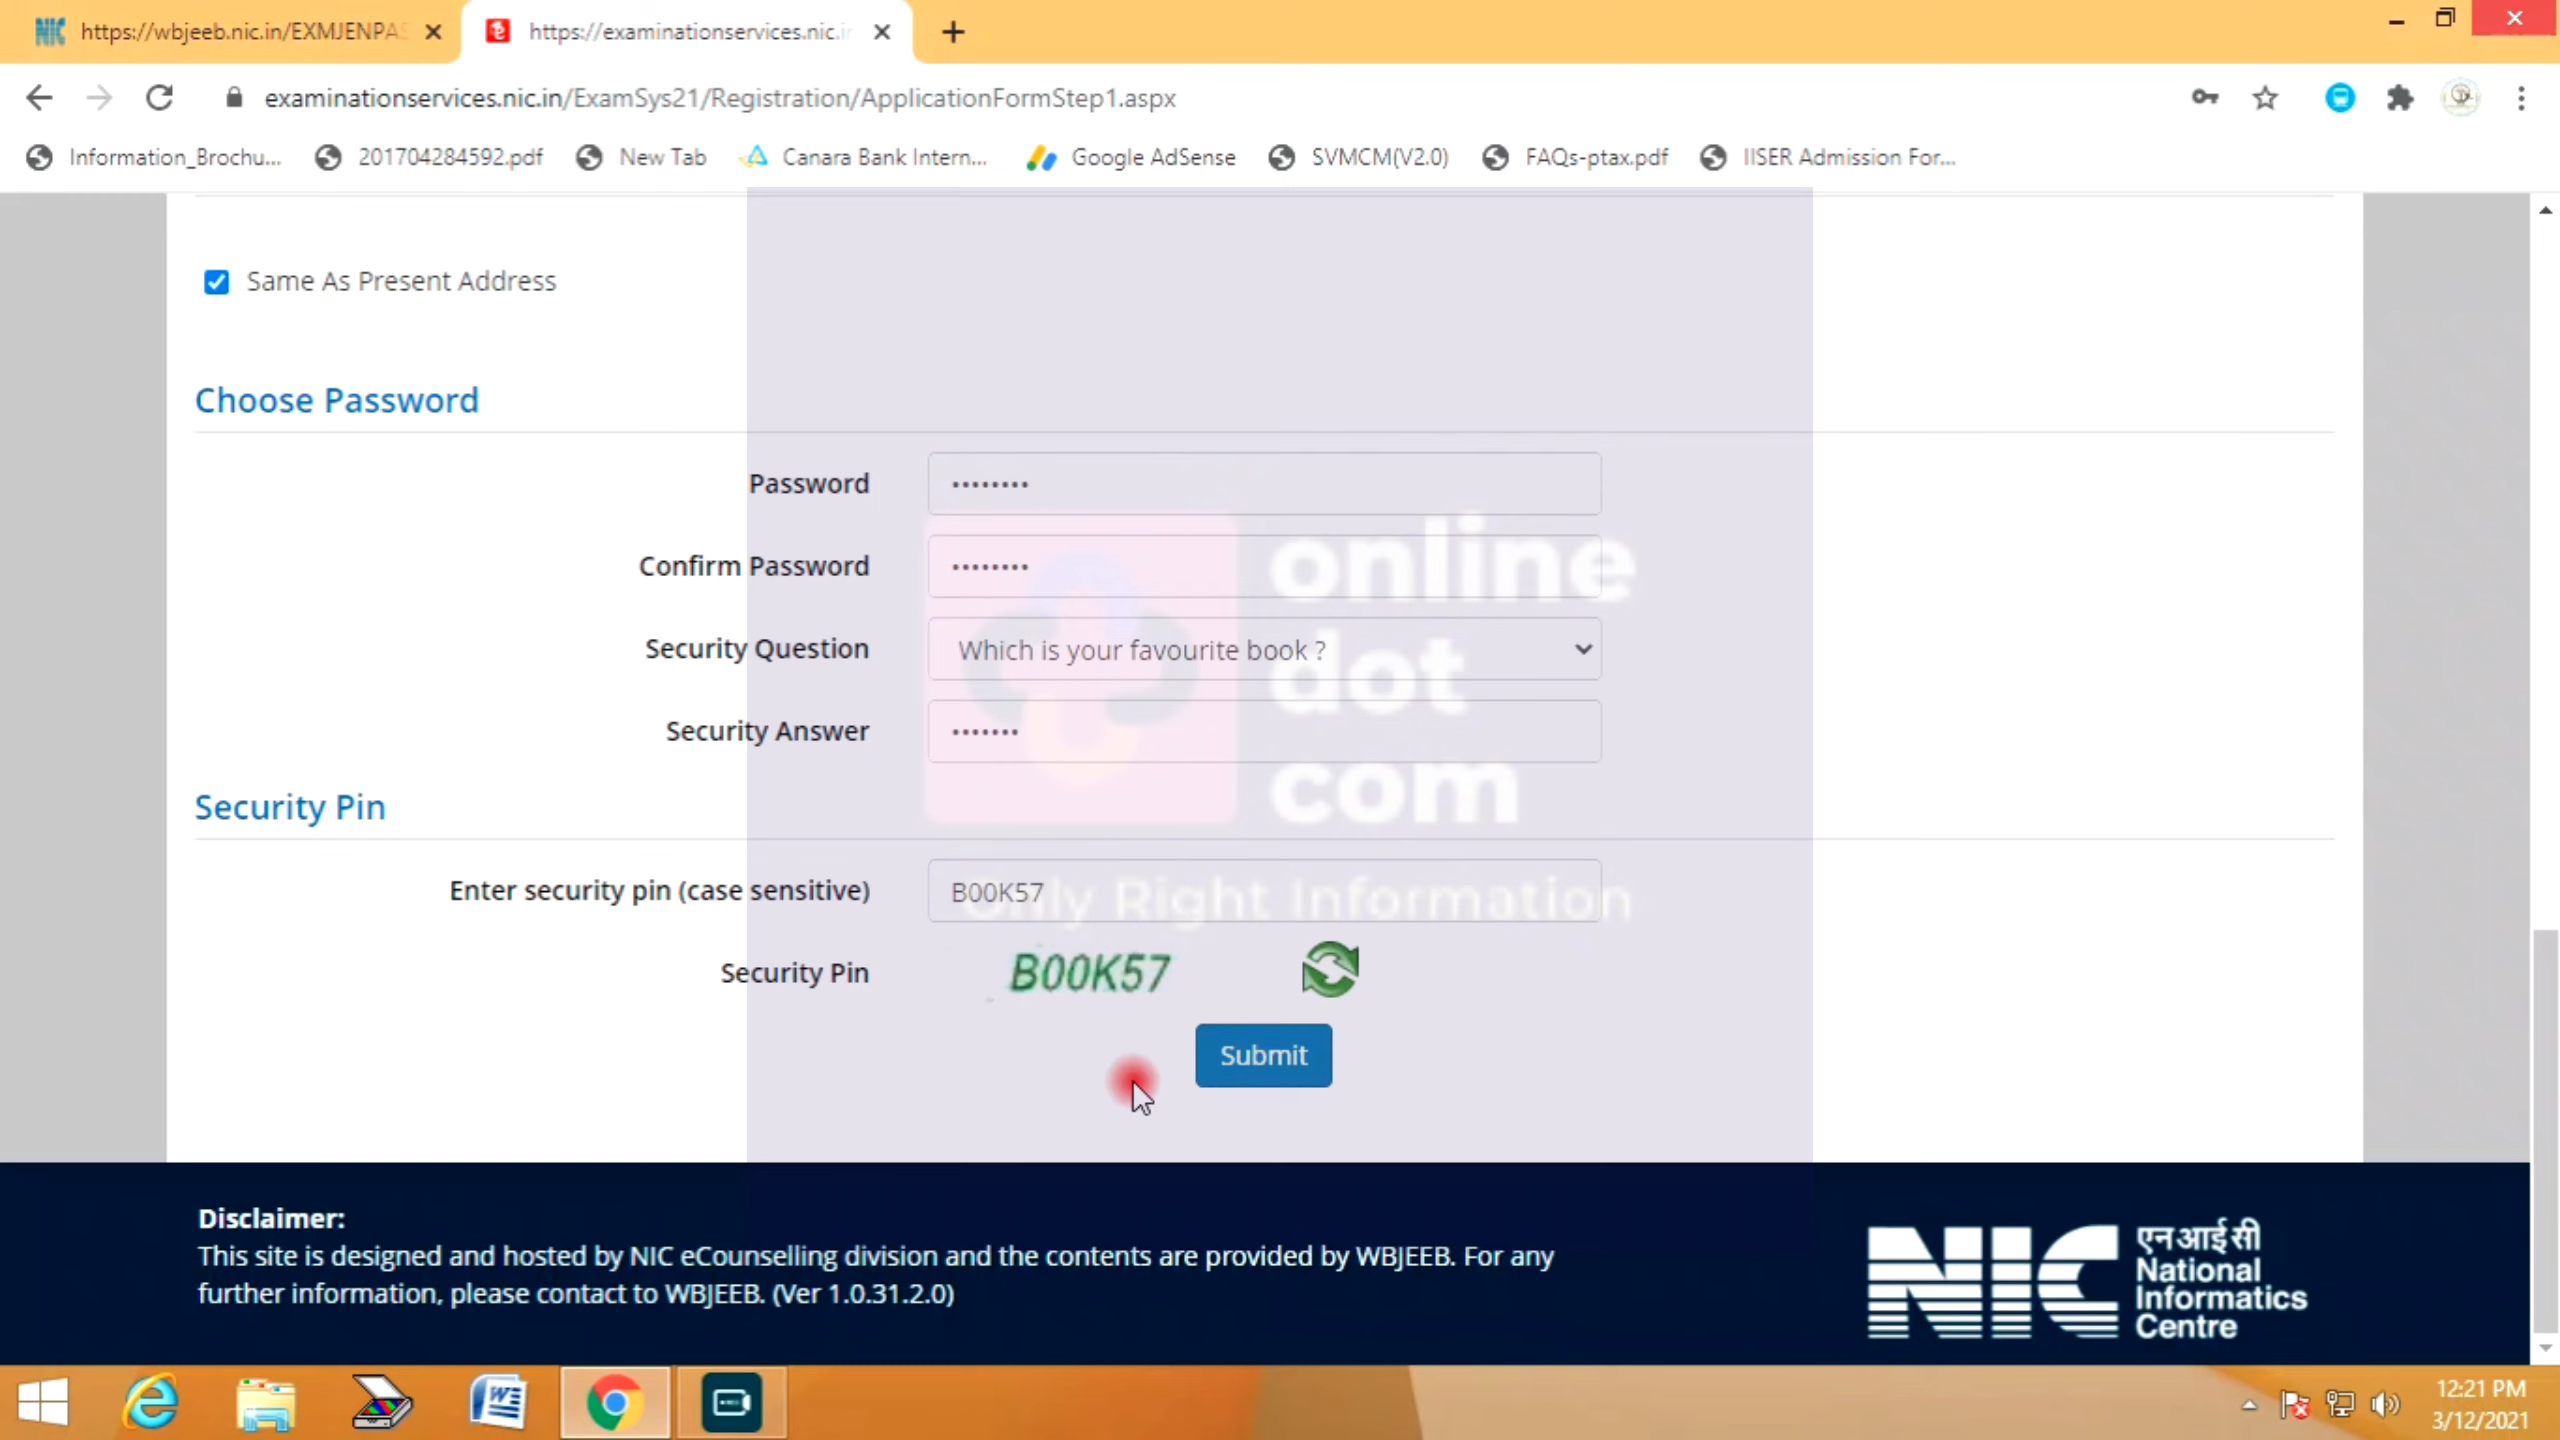 https://wbjeeb.nic.in/EXMJENPAS
https://examinationservices.nic.i
examinationservices.nic.in/ExamSys21/Registration/ApplicationFormStep1.aspx
Information_Brochu...
201704284592.pdf
New Tab
Canara Bank Intern...
Google AdSense
SVMCM(V2.0)
FAQs-ptax.pdf
IISER Admission For...
Same As Present Address
Choose Password
Password
Confirm Password
Security Question
Which is your favourite book ?
Security Answer
online
dot
com
Only Right Information
Security Pin
Enter security pin (case sensitive)
B00K57
Security Pin
B00K57
Submit
Disclaimer:
This site is designed and hosted by NIC eCounselling division and the contents are provided by WBJEEB. For any
further information, please contact to WBJEEB. (Ver 1.0.31.2.0)
NIC
एन आई सी
National
Informatics
Centre
12:21 PM
3/12/2021